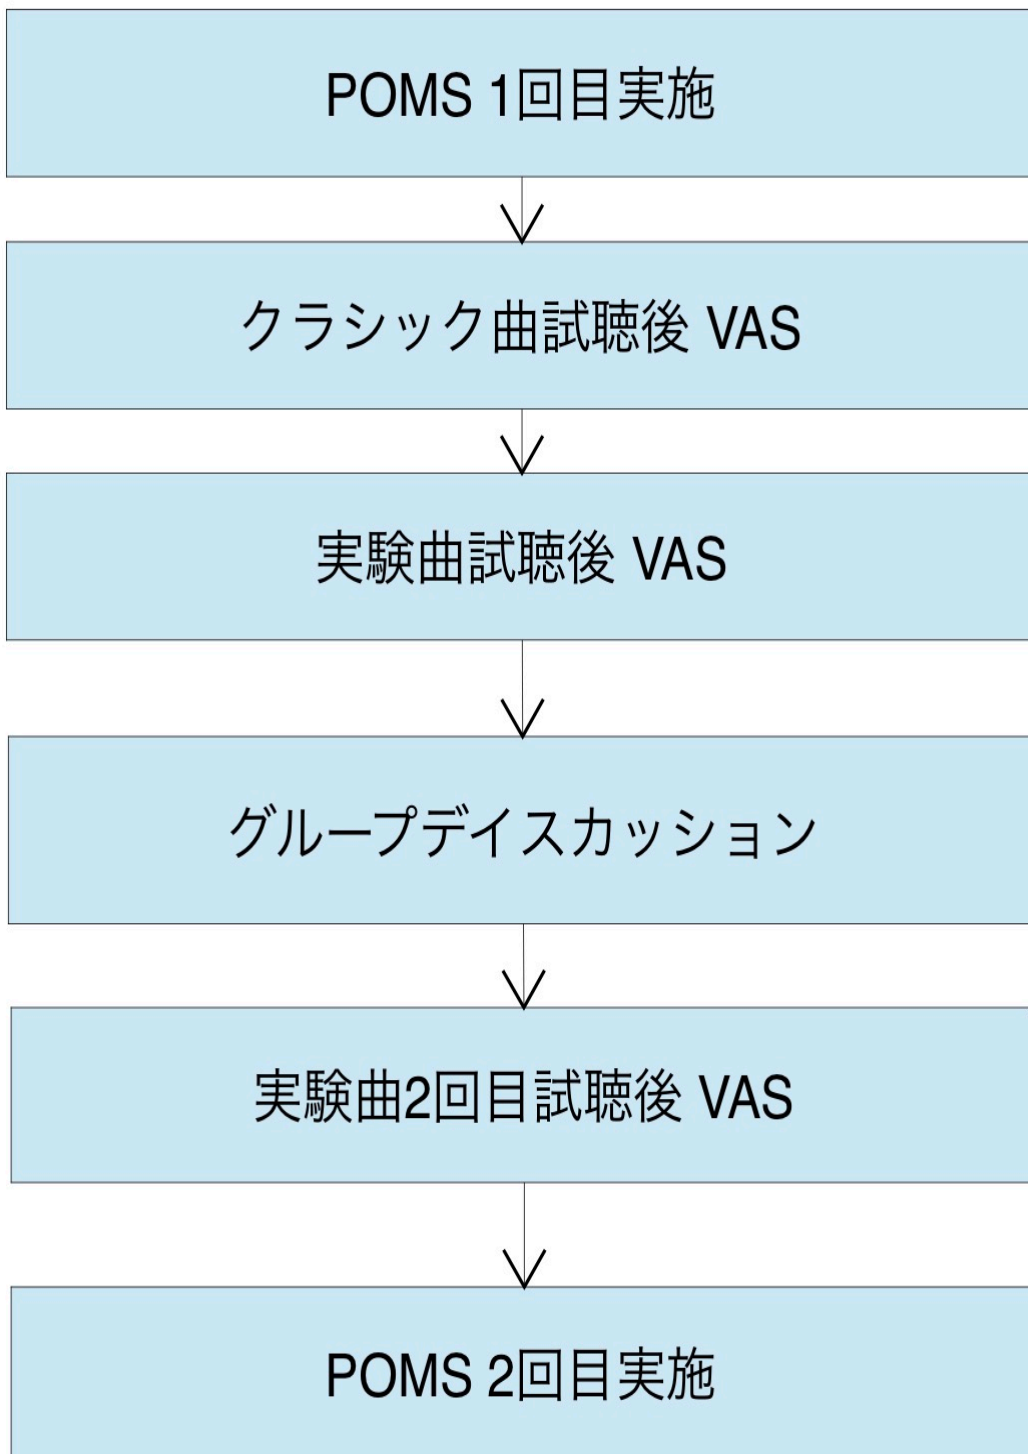 POMS 1回目実施
クラシック曲試聴後 VAS
実験曲試聴後 VAS
グループデイスカッション
実験曲2回目試聴後 VAS
POMS 2回目実施